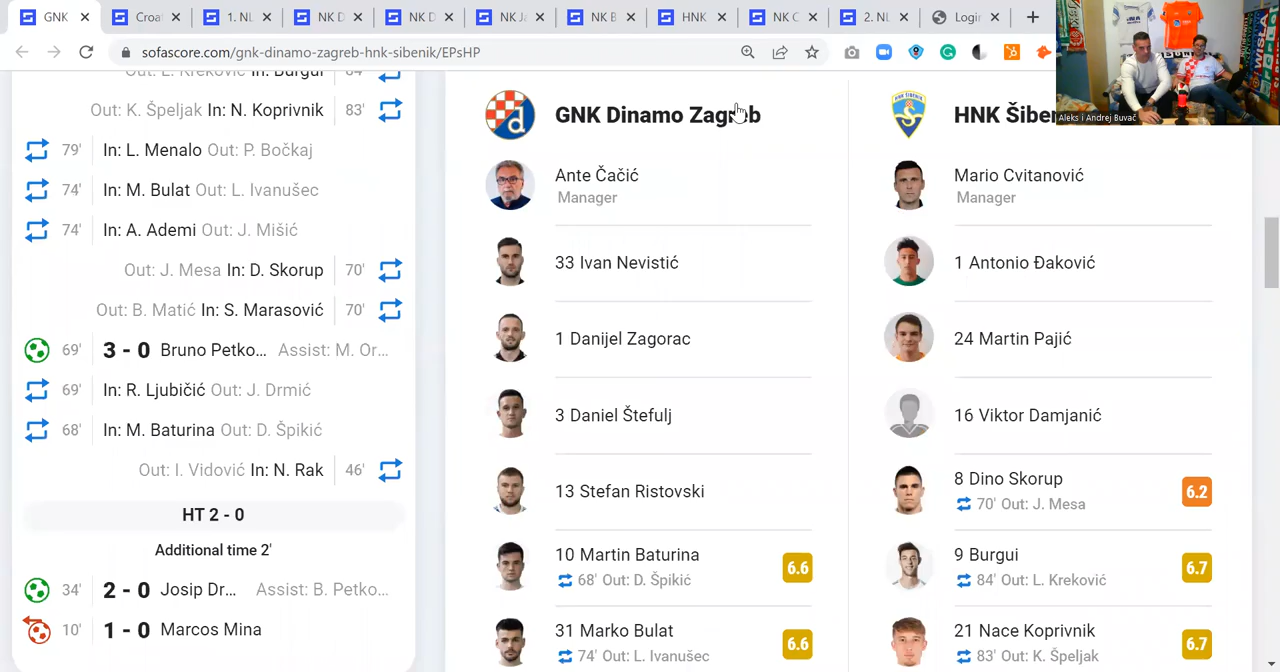 GNK
Croat
1. NL
NK D
NK D
NK J
NK B
HNK
NK C
2. NL
Login
sofascore.com/gnk-dinamo-zagreb-hnk-sibenik/EPsHP
Aleks i Andrej Buvač
Out: L. Kreković In: Burgui 84'
Out: K. Špeljak In: N. Koprivnik 83'
79' In: L. Menalo Out: P. Bočkaj
74' In: M. Bulat Out: L. Ivanušec
74' In: A. Ademi Out: J. Mišić
Out: J. Mesa In: D. Skorup 70'
Out: B. Matić In: S. Marasović 70'
69' 3 - 0 Bruno Petko... Assist: M. Or...
69' In: R. Ljubičić Out: J. Drmić
68' In: M. Baturina Out: D. Špikić
Out: I. Vidović In: N. Rak 46'
HT 2 - 0
Additional time 2'
34' 2 - 0 Josip Dr... Assist: B. Petko...
10' 1 - 0 Marcos Mina
GNK Dinamo Zagreb
Ante Čačić
Manager
33 Ivan Nevistić
1 Danijel Zagorac
3 Daniel Štefulj
13 Stefan Ristovski
10 Martin Baturina
68' Out: D. Špikić
6.6
31 Marko Bulat
74' Out: L. Ivanušec
6.6
HNK Šibe
Mario Cvitanović
Manager
1 Antonio Đaković
24 Martin Pajić
16 Viktor Damjanić
8 Dino Skorup
70' Out: J. Mesa
6.2
9 Burgui
84' Out: L. Kreković
6.7
21 Nace Koprivnik
83' Out: K. Špeljak
6.7